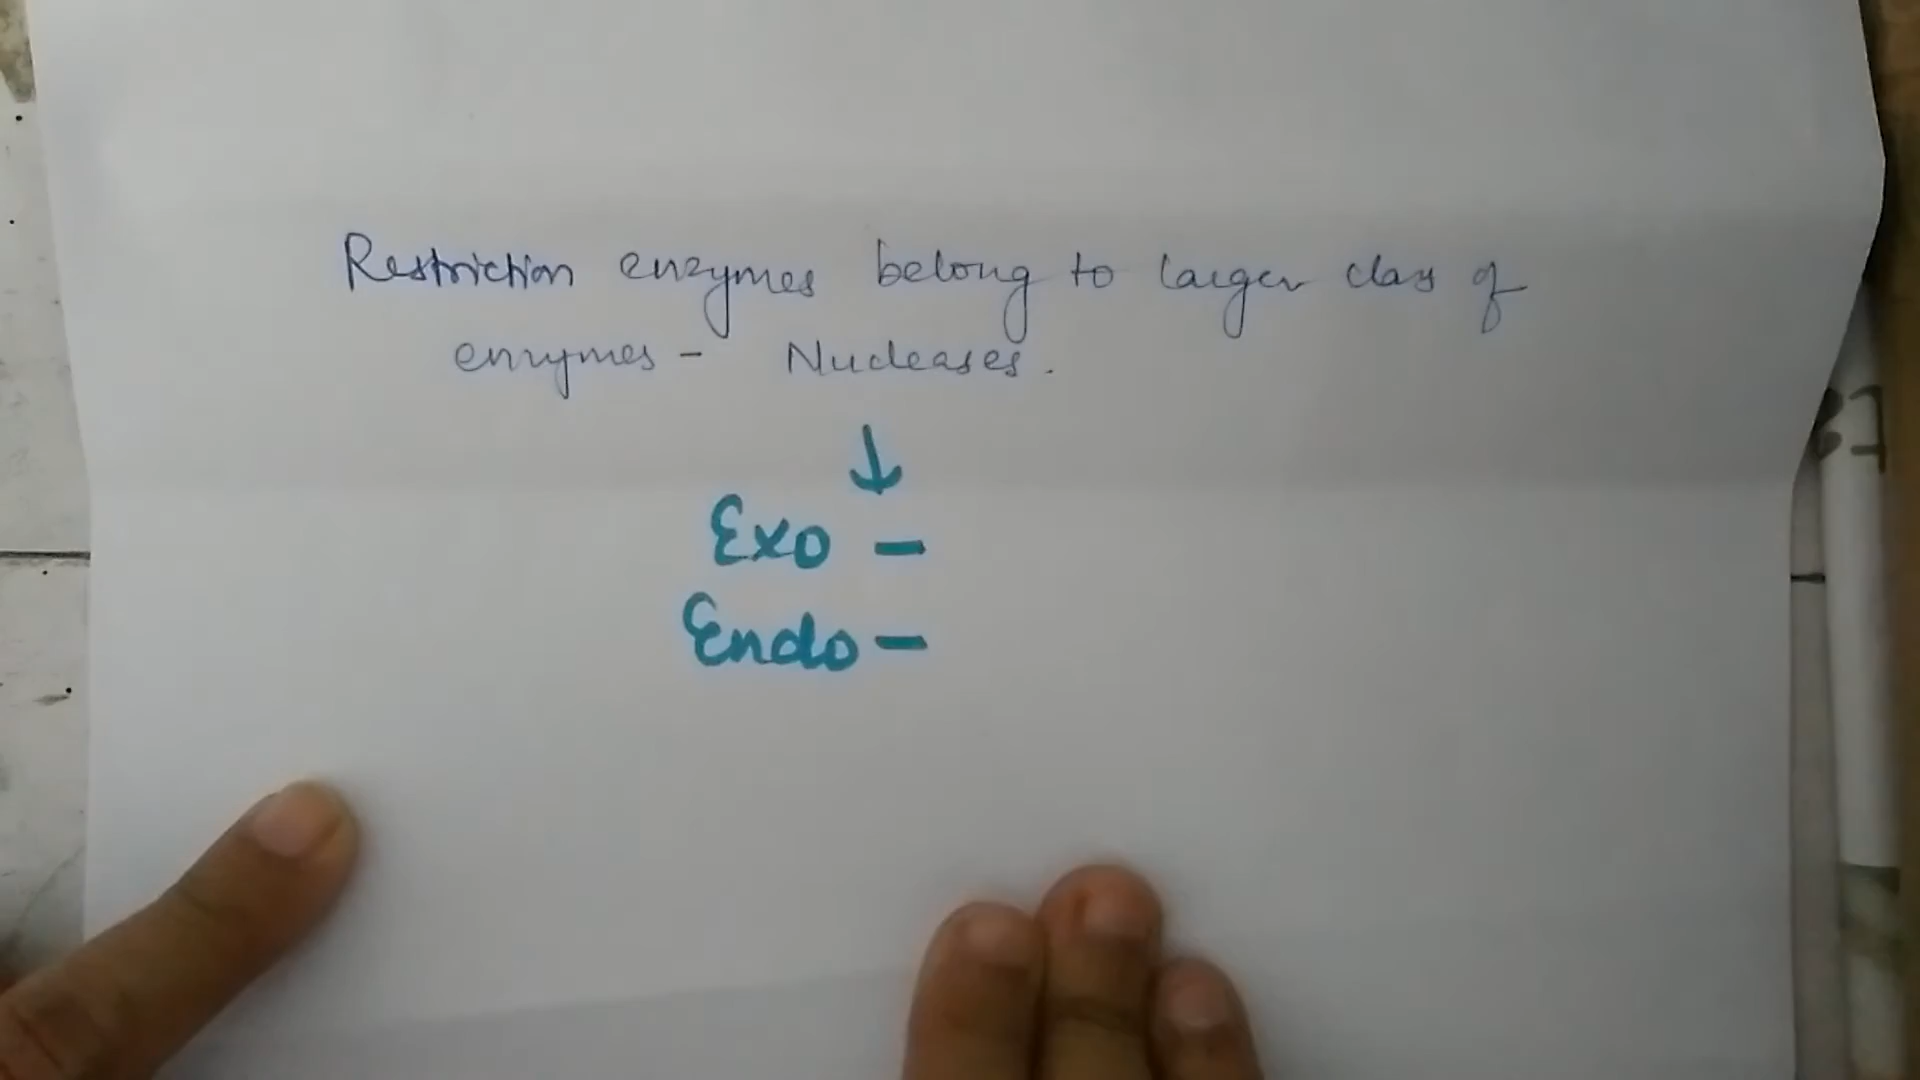 Restriction enzymes belong to larger class of
enzymes - Nucleases.
↓
Exo -
Endo -